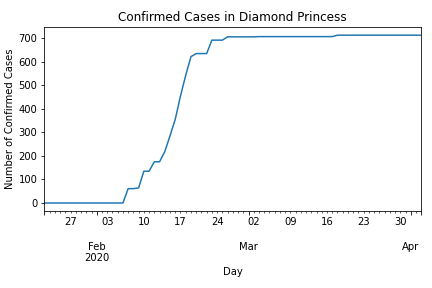 Confirmed Cases in Diamond Princess
Number of Confirmed Cases
700
600
500
400
300
200
100
0
27 03 10 17 24 02 09 16 23 30
Feb Mar Apr
2020
Day